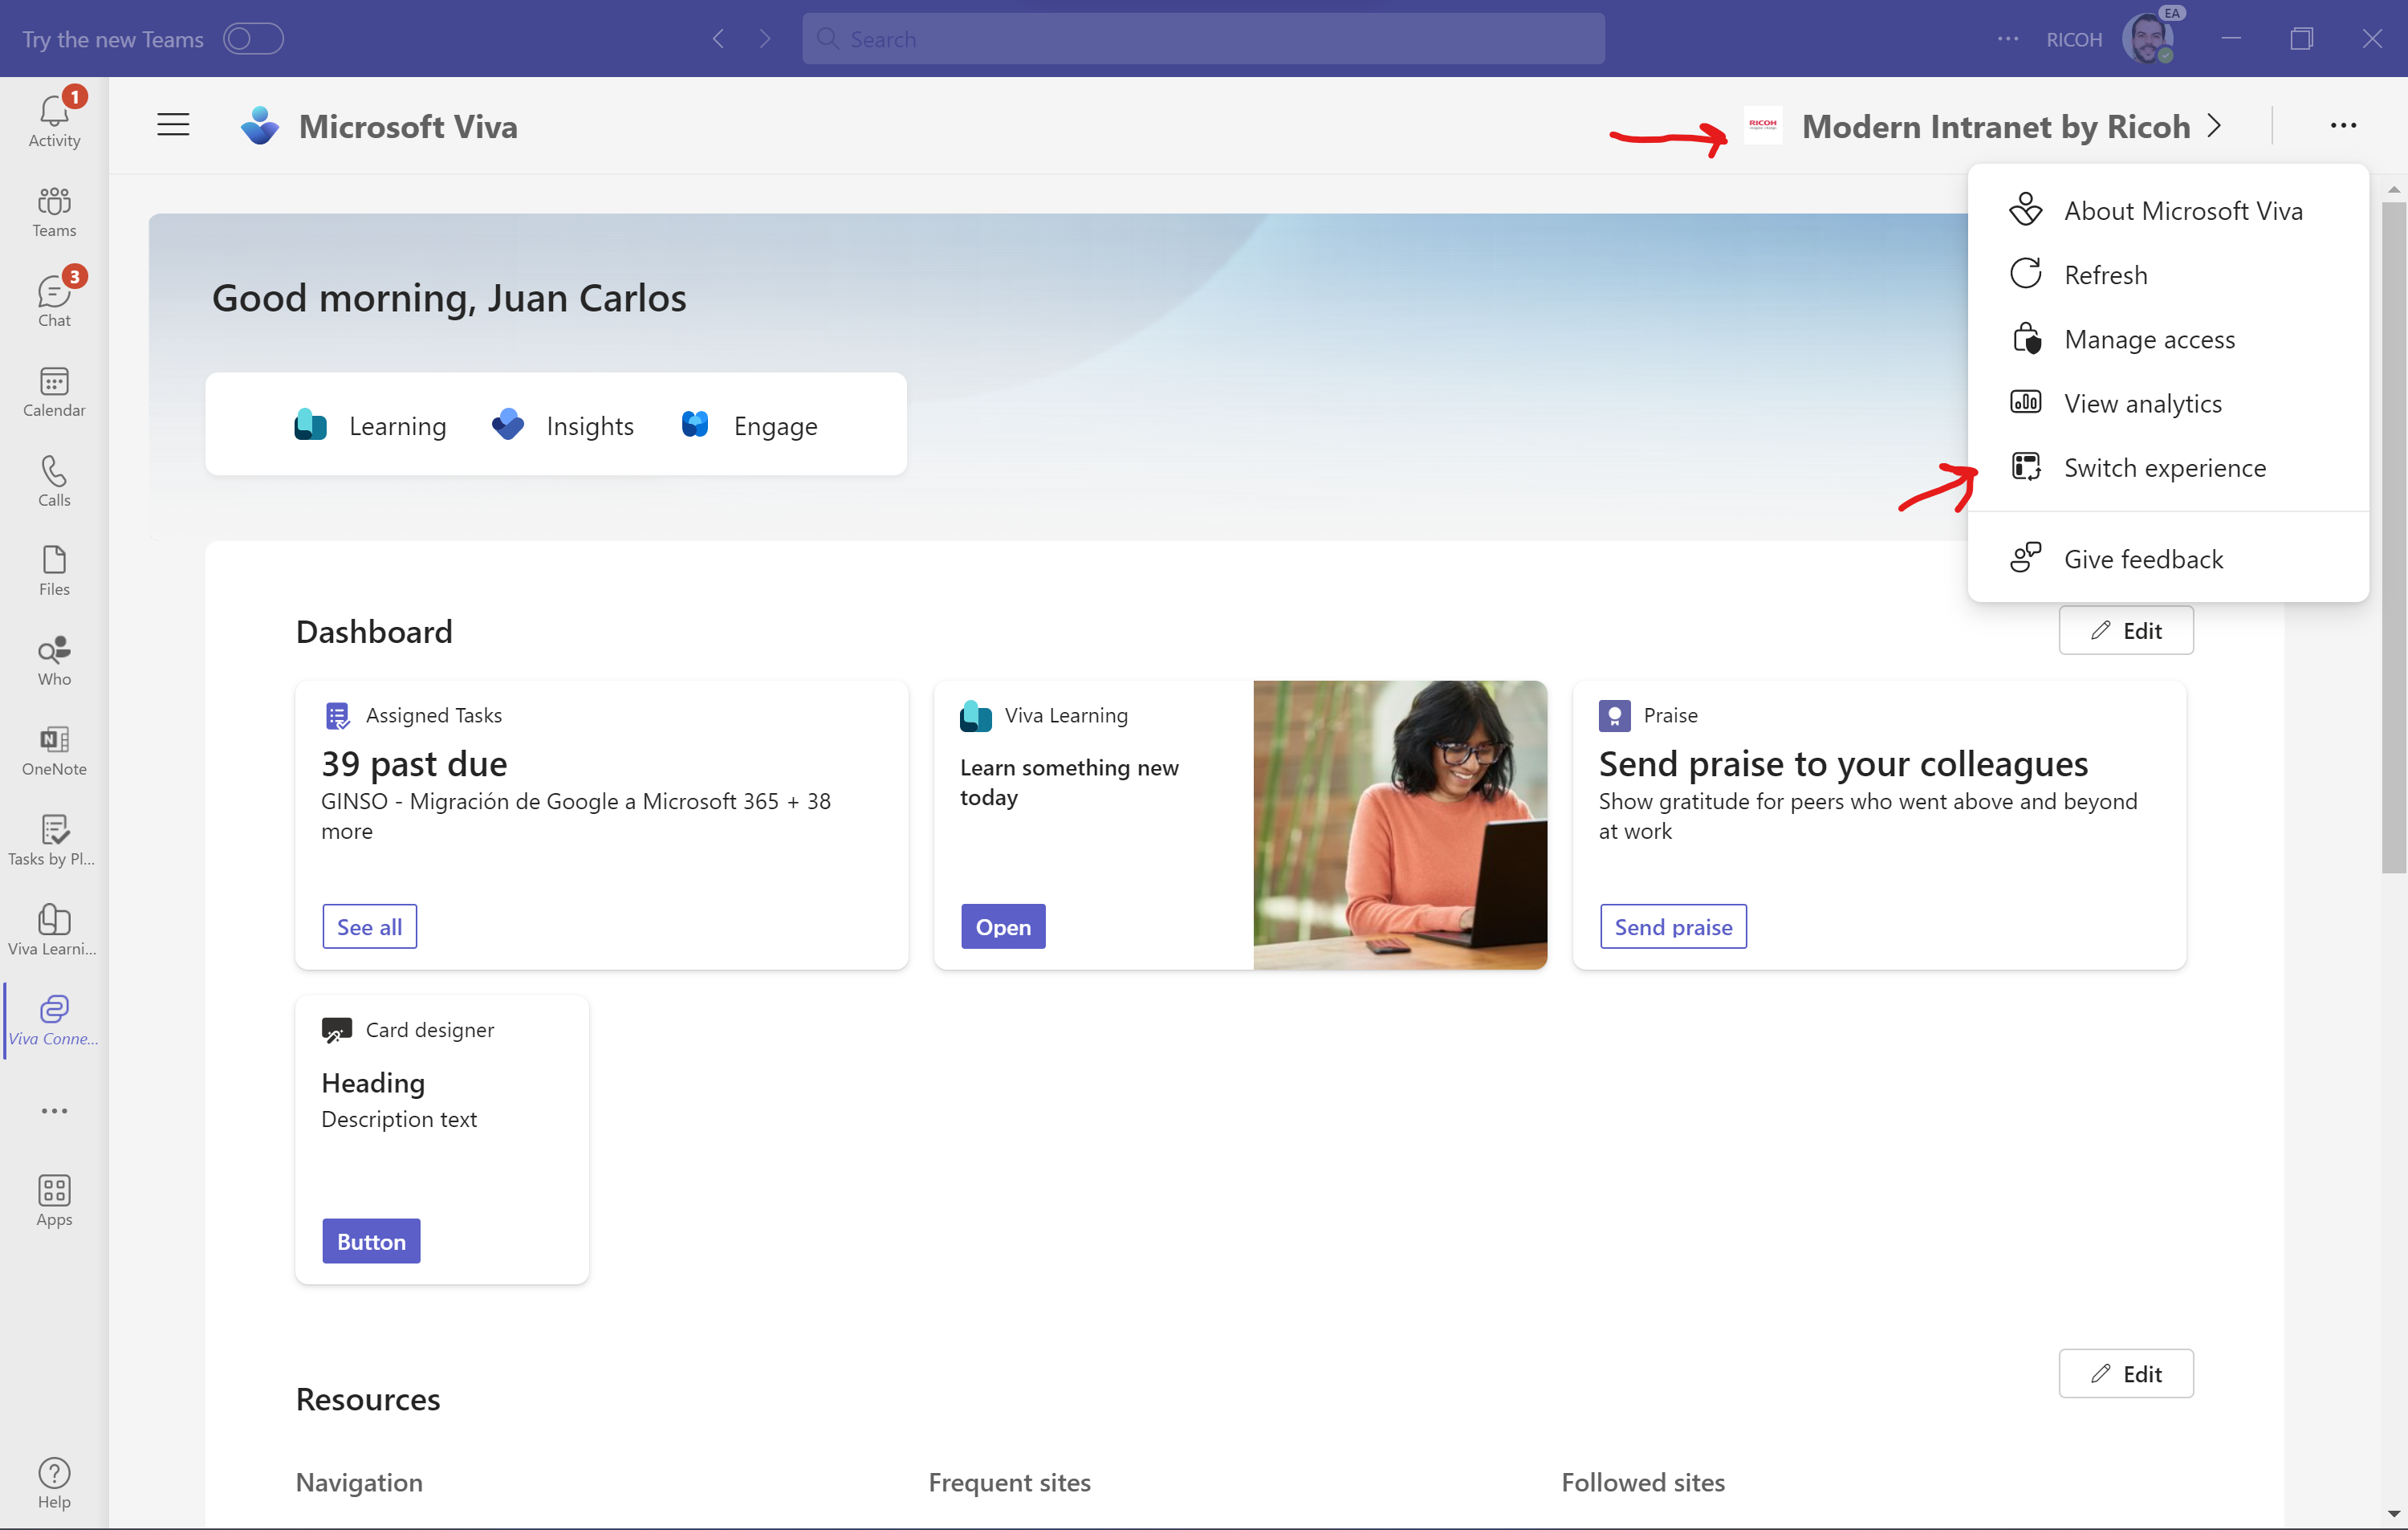 Try the new Teams
Search
RICOH
EA
1
Activity
Teams
3
Chat
Calendar
Calls
Files
Who
N
OneNote
Tasks by Pl...
Viva Learni...
Viva Conne...
Apps
Help
Microsoft Viva
RICOH
Modern Intranet by Ricoh
About Microsoft Viva
Refresh
Manage access
View analytics
Switch experience
Give feedback
Good morning, Juan Carlos
Learning
Insights
Engage
Dashboard
Edit
Assigned Tasks
39 past due
GINSO - Migración de Google a Microsoft 365 + 38
more
See all
Viva Learning
Learn something new
today
Open
Praise
Send praise to your colleagues
Show gratitude for peers who went above and beyond
at work
Send praise
Card designer
Heading
Description text
Button
Resources
Edit
Navigation
Frequent sites
Followed sites